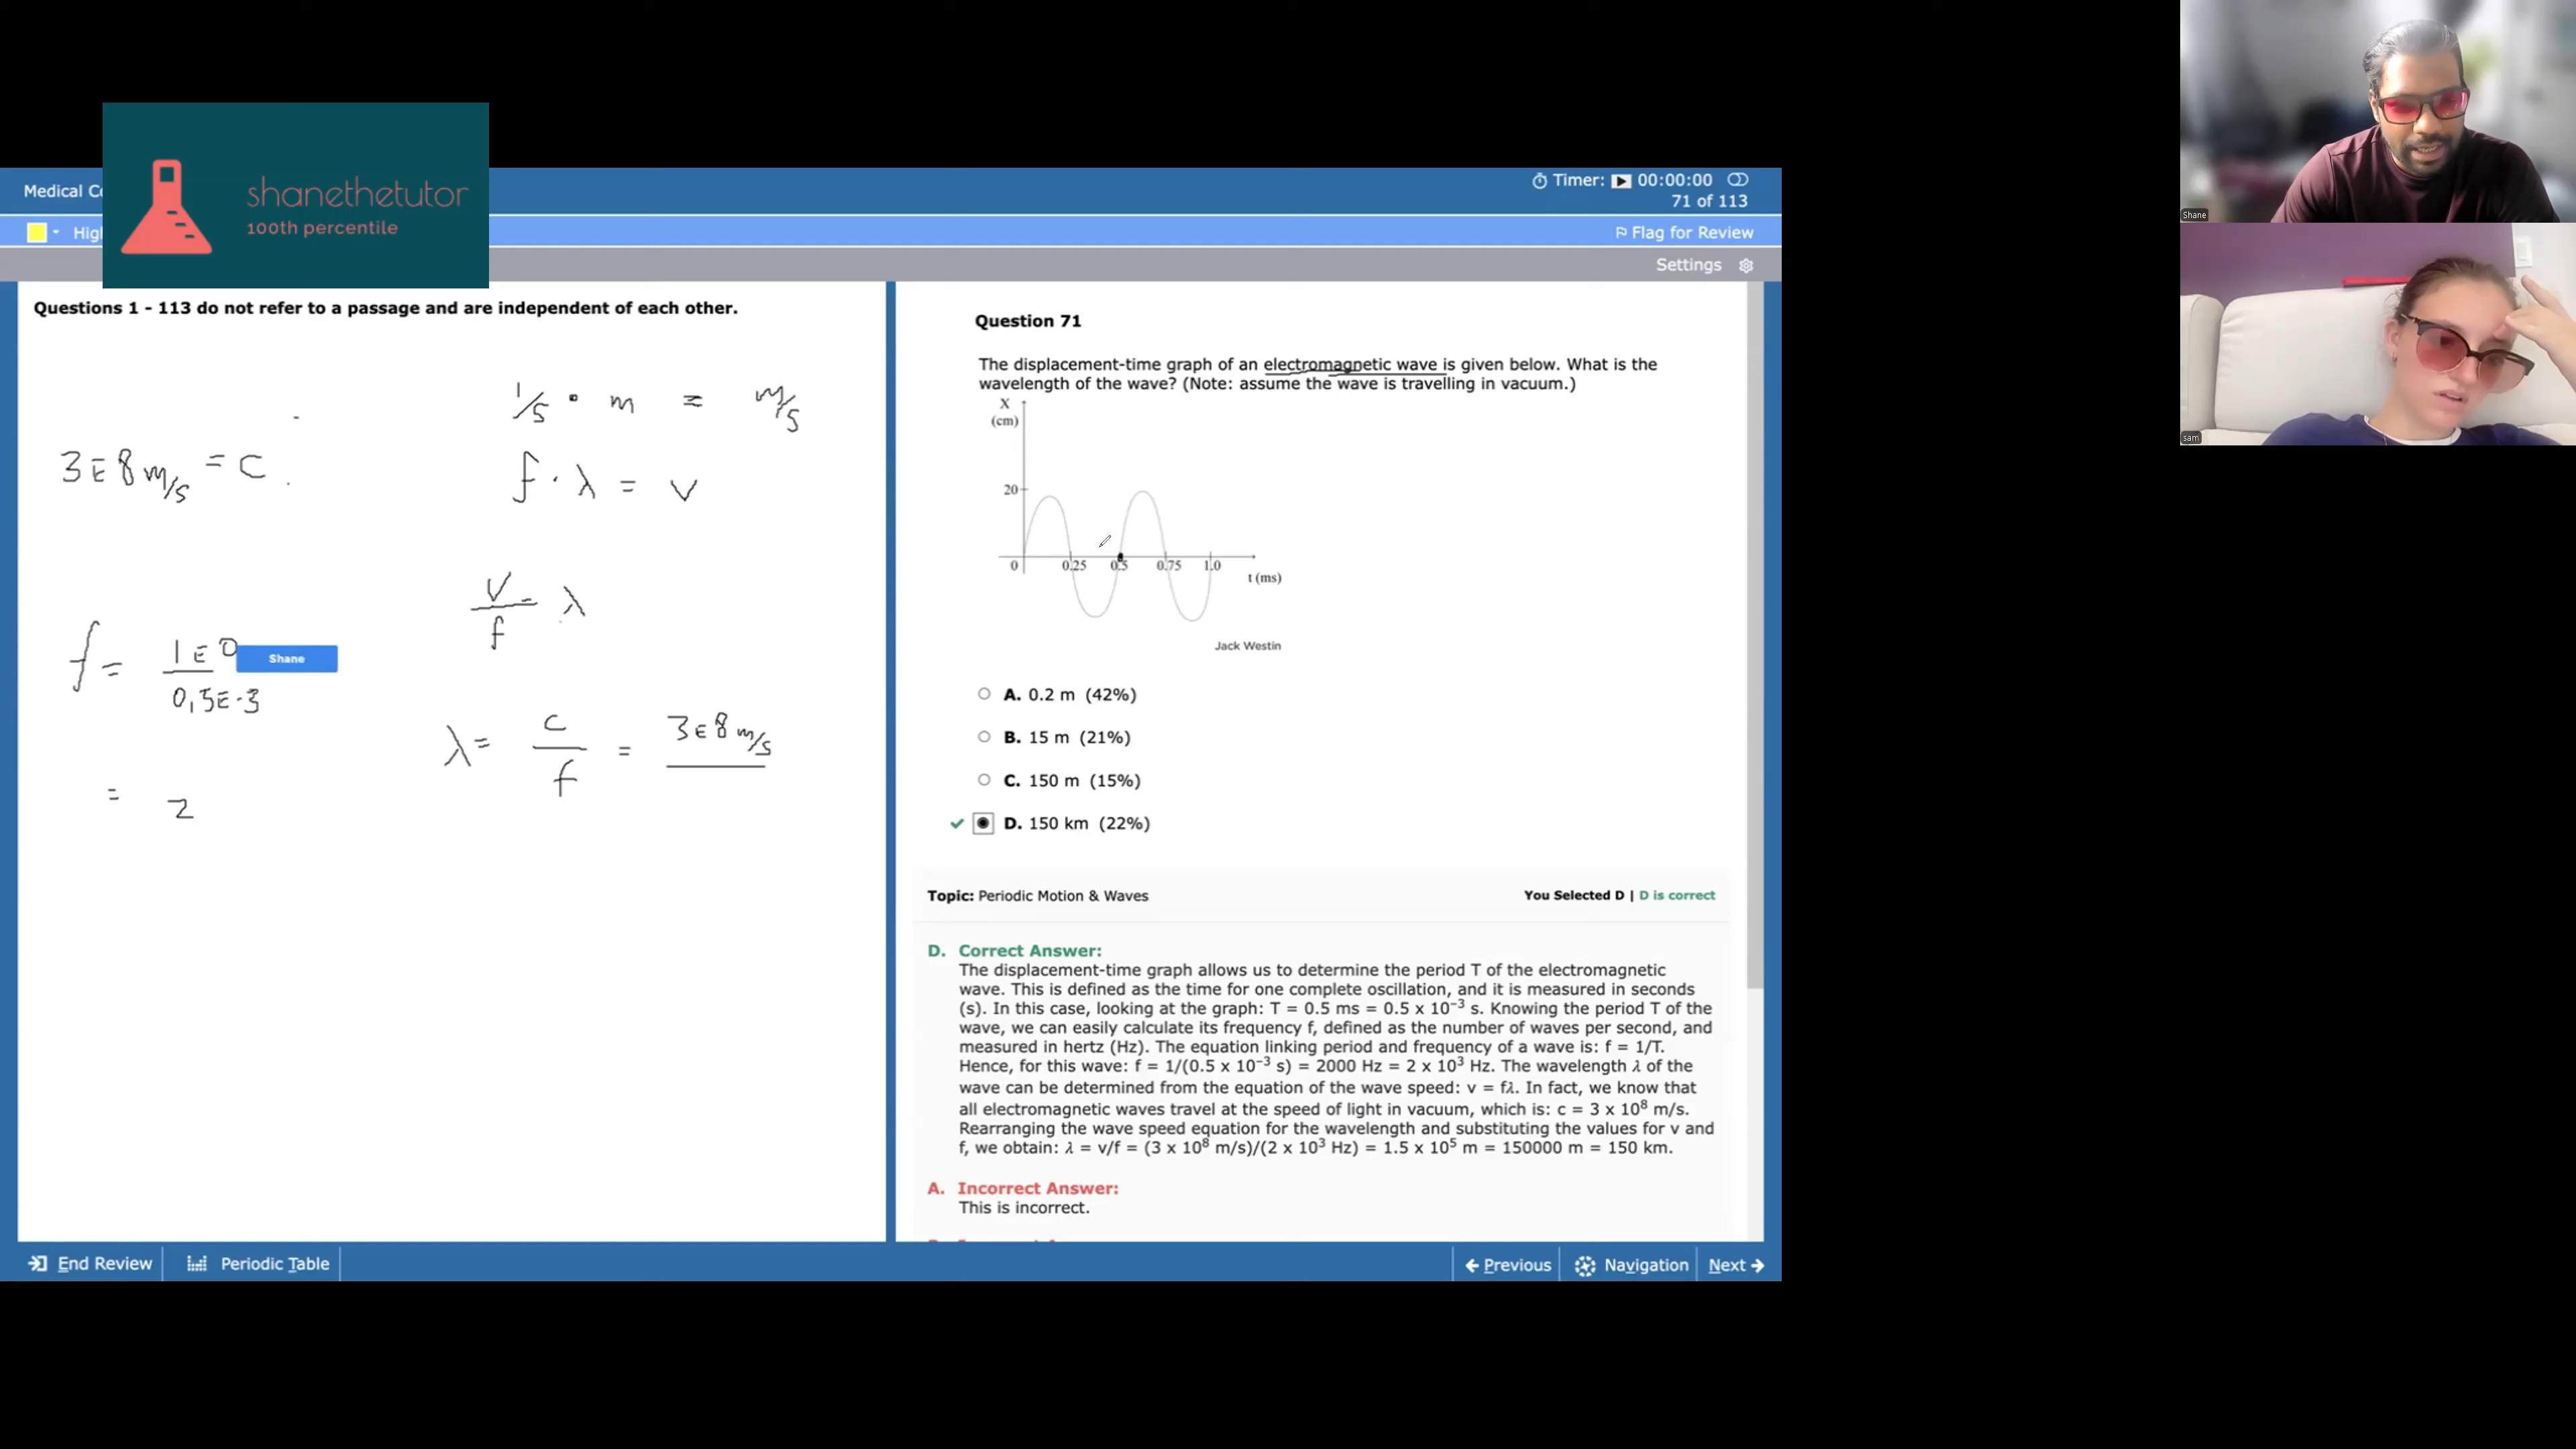 Medical Co
shanethetutor
100th percentile
Timer: 00:00:00
71 of 113
High
Flag for Review
Settings
Questions 1 - 113 do not refer to a passage and are independent of each other.
1/s · m = m/s
3E8 m/s = c
f · λ = v
v/f = λ
f = 1E0 / 0,5E-3
Shane
= 2
λ = c/f = 3E8 m/s
Question 71
The displacement-time graph of an electromagnetic wave is given below. What is the
wavelength of the wave? (Note: assume the wave is travelling in vacuum.)
X
(cm)
20
0 0.25 0.5 0.75 1.0
t (ms)
Jack Westin
A. 0.2 m (42%)
B. 15 m (21%)
C. 150 m (15%)
D. 150 km (22%)
Topic: Periodic Motion & Waves
You Selected D | D is correct
D. Correct Answer:
The displacement-time graph allows us to determine the period T of the electromagnetic
wave. This is defined as the time for one complete oscillation, and it is measured in seconds
(s). In this case, looking at the graph: T = 0.5 ms = 0.5 x 10⁻³ s. Knowing the period T of the
wave, we can easily calculate its frequency f, defined as the number of waves per second, and
measured in hertz (Hz). The equation linking period and frequency of a wave is: f = 1/T.
Hence, for this wave: f = 1/(0.5 x 10⁻³ s) = 2000 Hz = 2 x 10³ Hz. The wavelength λ of the
wave can be determined from the equation of the wave speed: v = fλ. In fact, we know that
all electromagnetic waves travel at the speed of light in vacuum, which is: c = 3 x 10⁸ m/s.
Rearranging the wave speed equation for the wavelength and substituting the values for v and
f, we obtain: λ = v/f = (3 x 10⁸ m/s)/(2 x 10³ Hz) = 1.5 x 10⁵ m = 150000 m = 150 km.
A. Incorrect Answer:
This is incorrect.
End Review
Periodic Table
Previous
Navigation
Next
Shane
sam